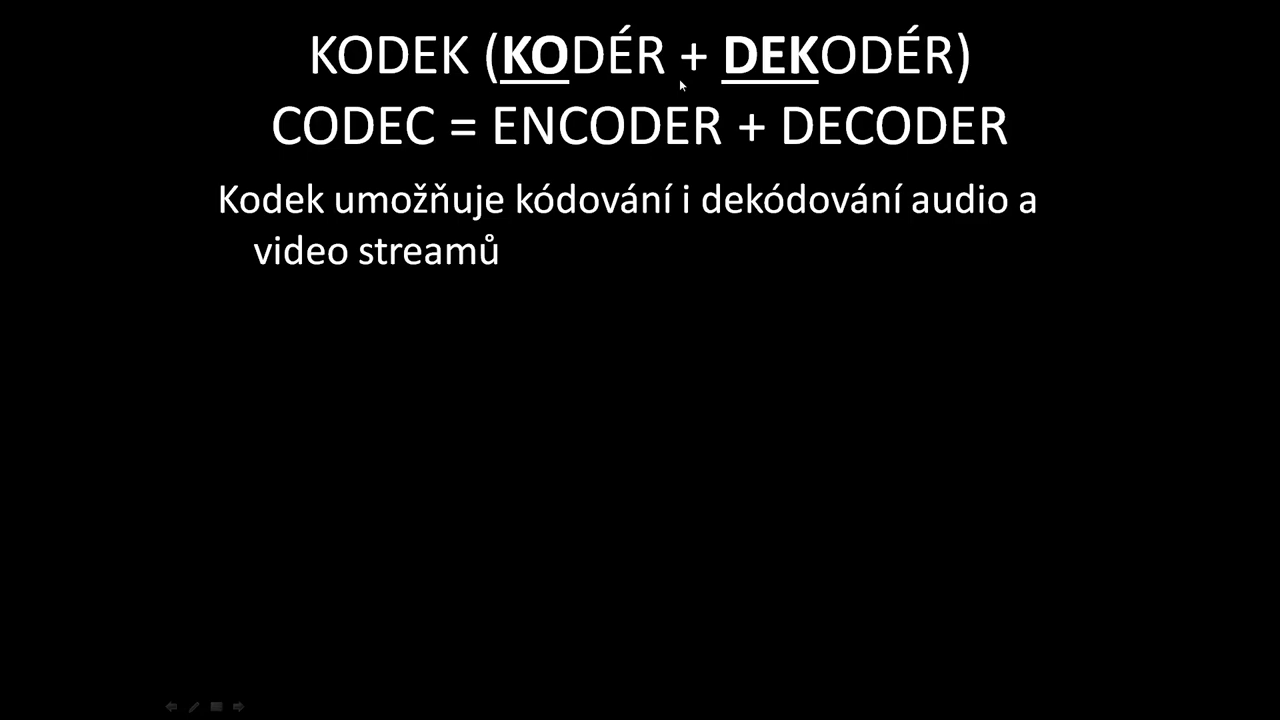 KODEK (KODÉR + DEKODÉR)
CODEC = ENCODER + DECODER
Kodek umožňuje kódování i dekódování audio a
video streamů